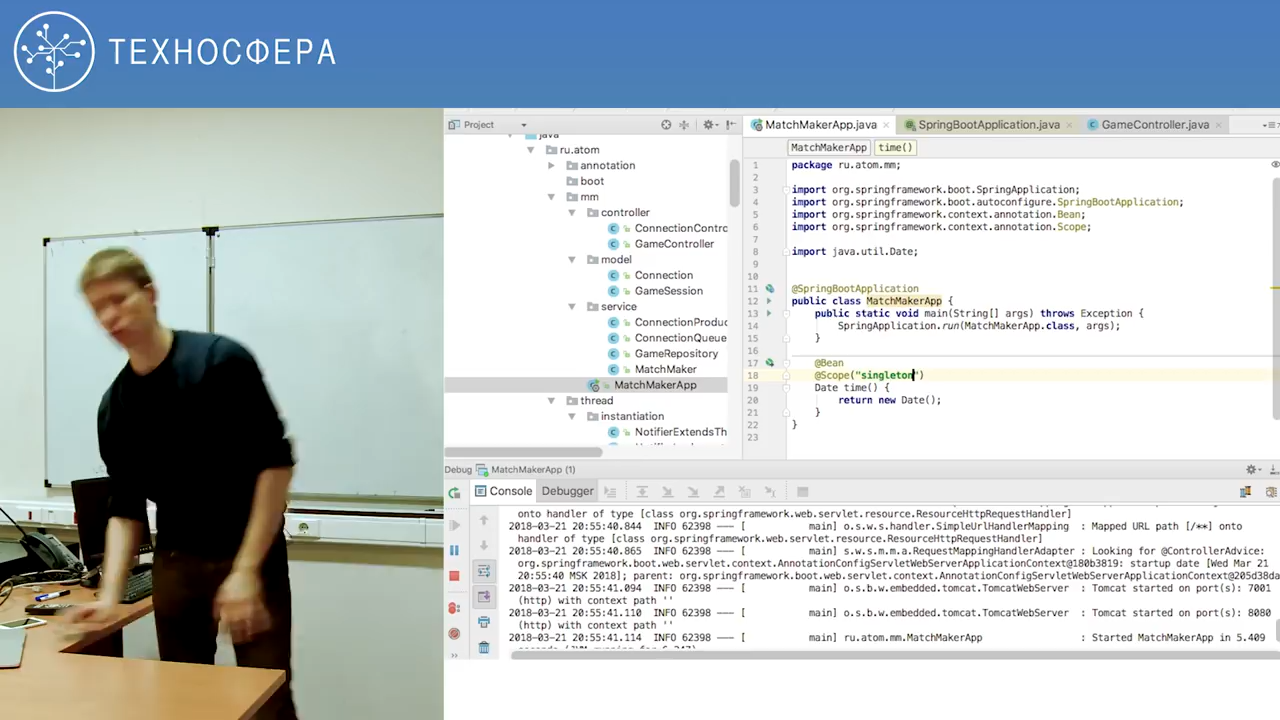 ТЕХНОСФЕРА
Project
MatchMakerApp.java
SpringBootApplication.java
GameController.java
MatchMakerApp
time()
java
ru.atom
annotation
boot
mm
controller
ConnectionContro
GameController
model
Connection
GameSession
service
ConnectionProduc
ConnectionQueue
GameRepository
MatchMaker
MatchMakerApp
thread
instantiation
NotifierExtendsTh
1 package ru.atom.mm;
2
3 import org.springframework.boot.SpringApplication;
4 import org.springframework.boot.autoconfigure.SpringBootApplication;
5 import org.springframework.context.annotation.Bean;
6 import org.springframework.context.annotation.Scope;
7
8 import java.util.Date;
9
10
11 @SpringBootApplication
12 public class MatchMakerApp {
13 public static void main(String[] args) throws Exception {
14 SpringApplication.run(MatchMakerApp.class, args);
15 }
16
17 @Bean
18 @Scope("singleton")
19 Date time() {
20 return new Date();
21 }
22 }
23
Debug MatchMakerApp (1)
Console Debugger
onto handler of type [class org.springframework.web.servlet.resource.ResourceHttpRequestHandler]
2018-03-21 20:55:40.844 INFO 62398 --- [ main] o.s.w.s.handler.SimpleUrlHandlerMapping : Mapped URL path [/**] onto
handler of type [class org.springframework.web.servlet.resource.ResourceHttpRequestHandler]
2018-03-21 20:55:40.865 INFO 62398 --- [ main] s.w.s.m.m.a.RequestMappingHandlerAdapter : Looking for @ControllerAdvice:
org.springframework.boot.web.servlet.context.AnnotationConfigServletWebServerApplicationContext@180b3819: startup date [Wed Mar 21
20:55:40 MSK 2018]; parent: org.springframework.boot.web.servlet.context.AnnotationConfigServletWebServerApplicationContext@205d38da
2018-03-21 20:55:41.094 INFO 62398 --- [ main] o.s.b.w.embedded.tomcat.TomcatWebServer : Tomcat started on port(s): 7001
(http) with context path ''
2018-03-21 20:55:41.110 INFO 62398 --- [ main] o.s.b.w.embedded.tomcat.TomcatWebServer : Tomcat started on port(s): 8080
(http) with context path ''
2018-03-21 20:55:41.114 INFO 62398 --- [ main] ru.atom.mm.MatchMakerApp : Started MatchMakerApp in 5.409